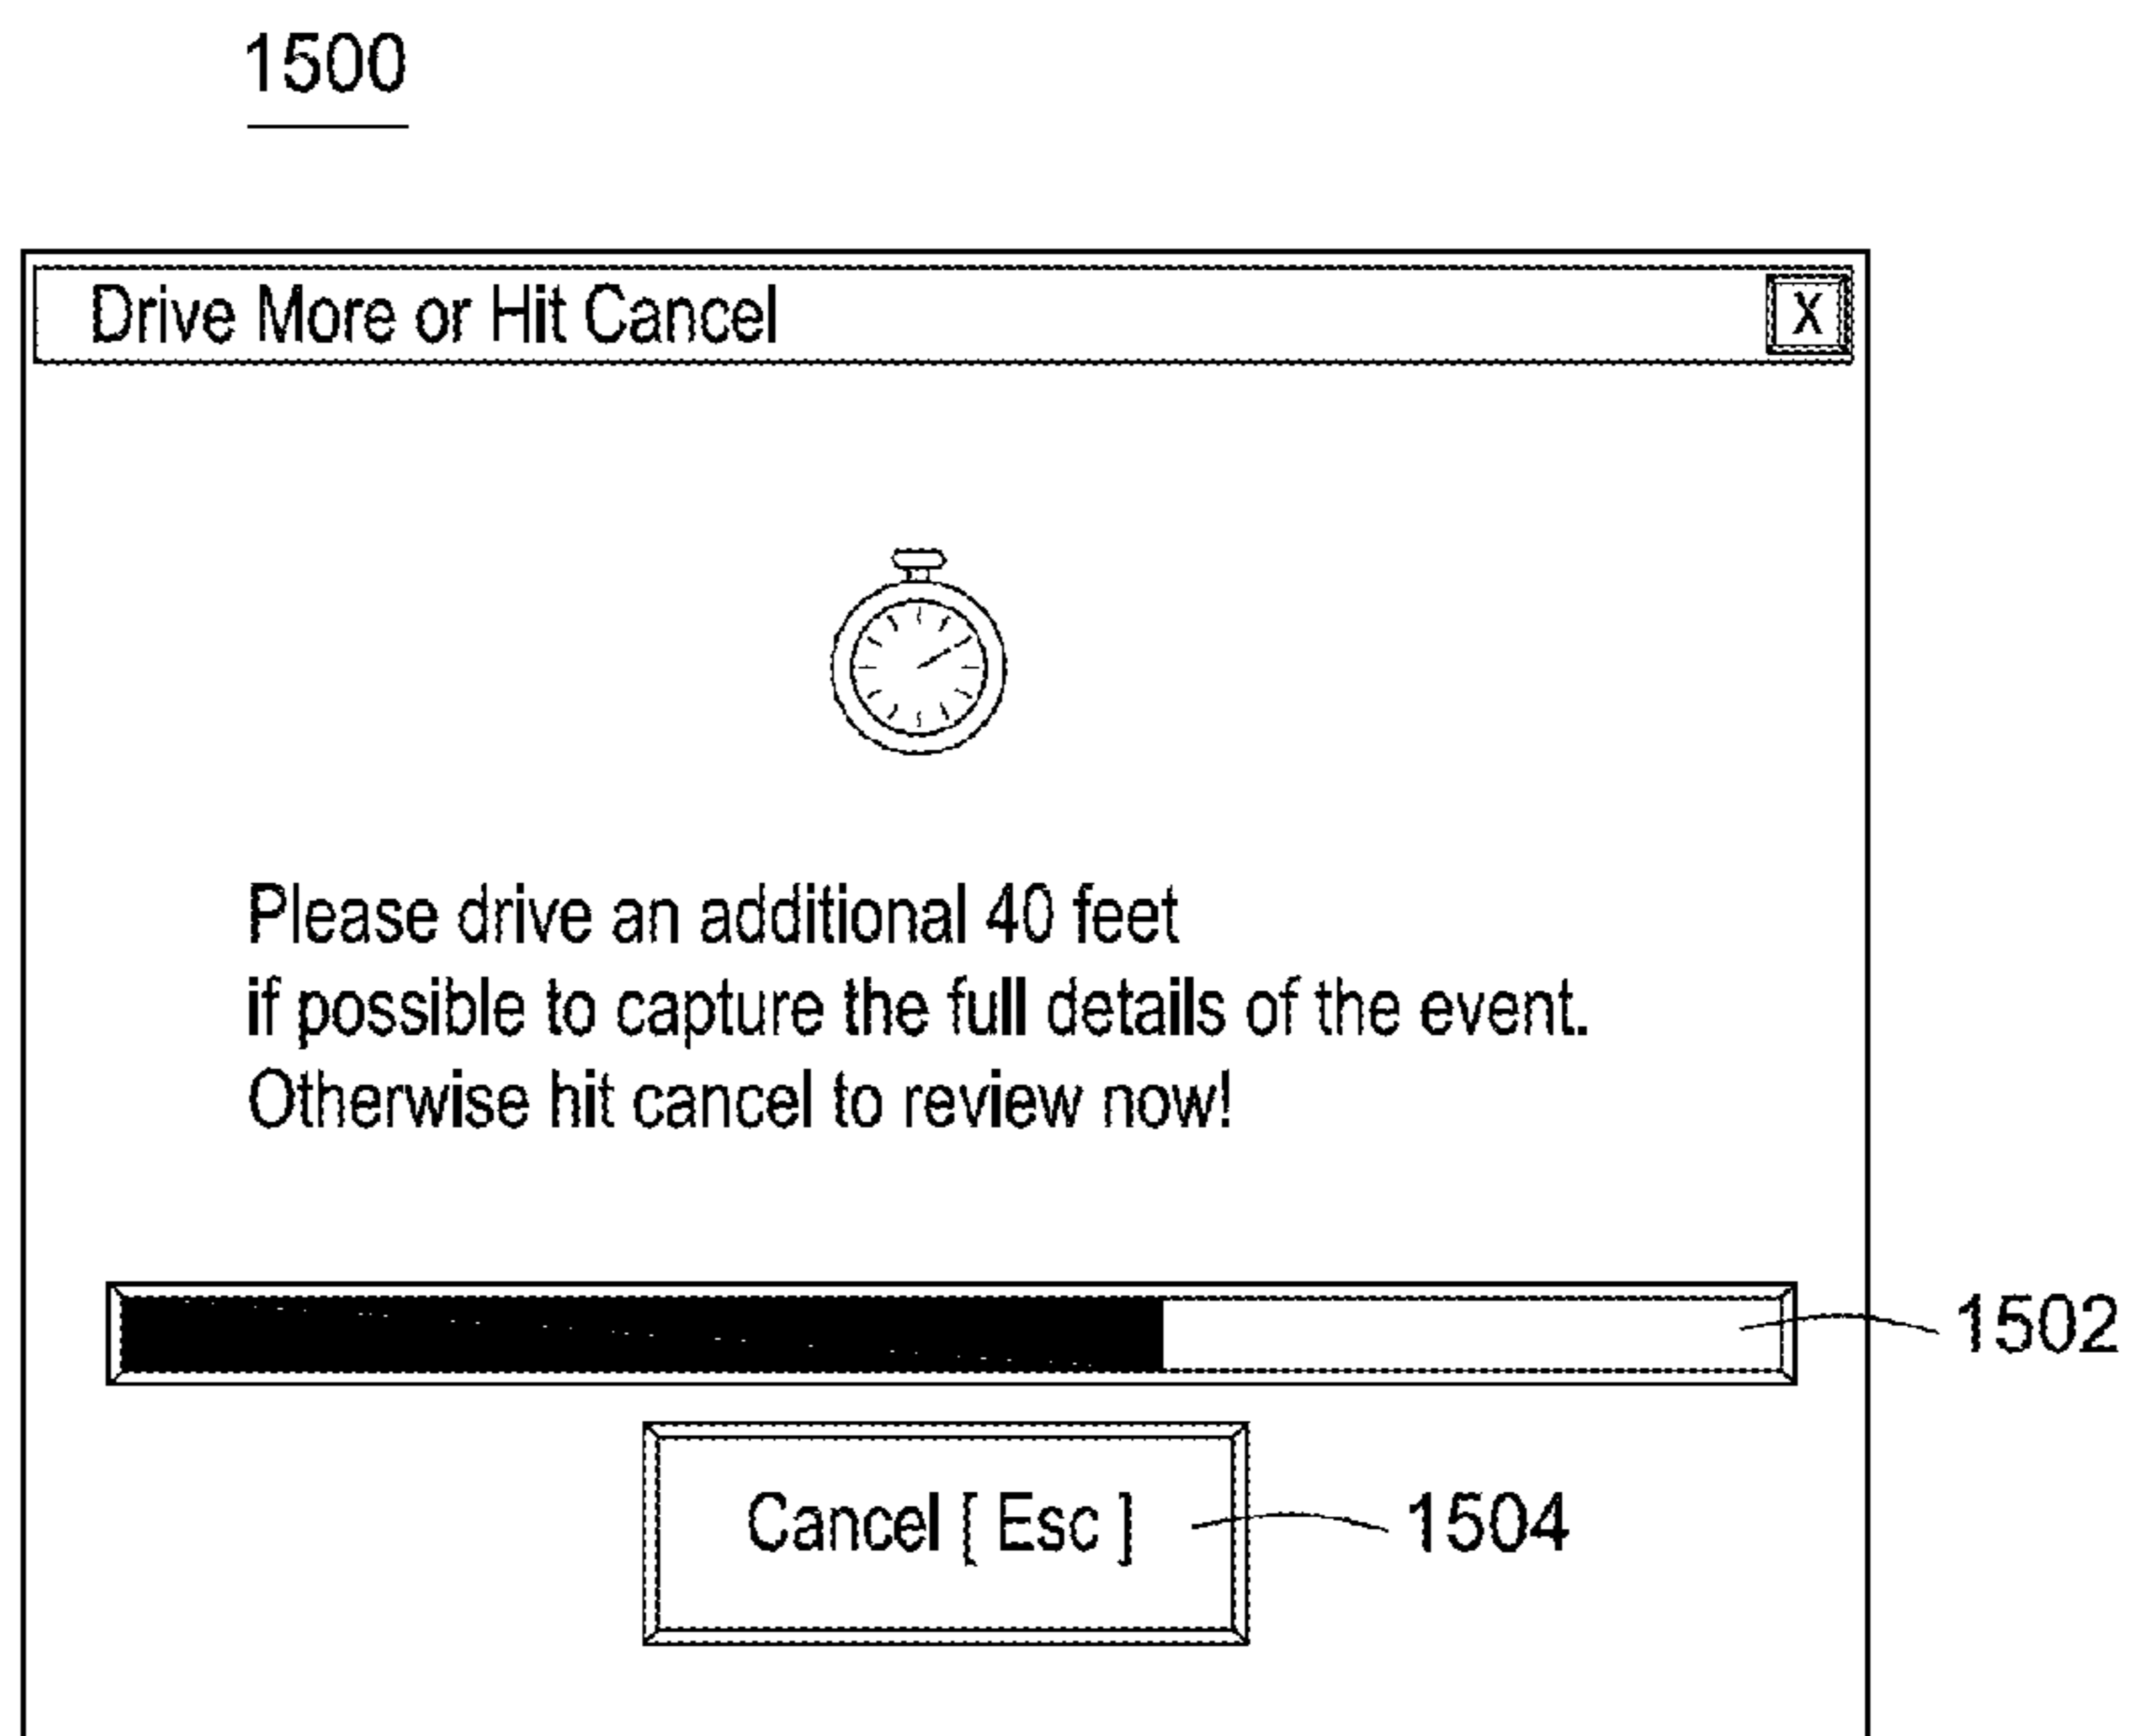 1500
Drive More or Hit Cancel X
Please drive an additional 40 feet
if possible to capture the full details of the event.
Otherwise hit cancel to review now!
1502
Cancel [ Esc ] 1504